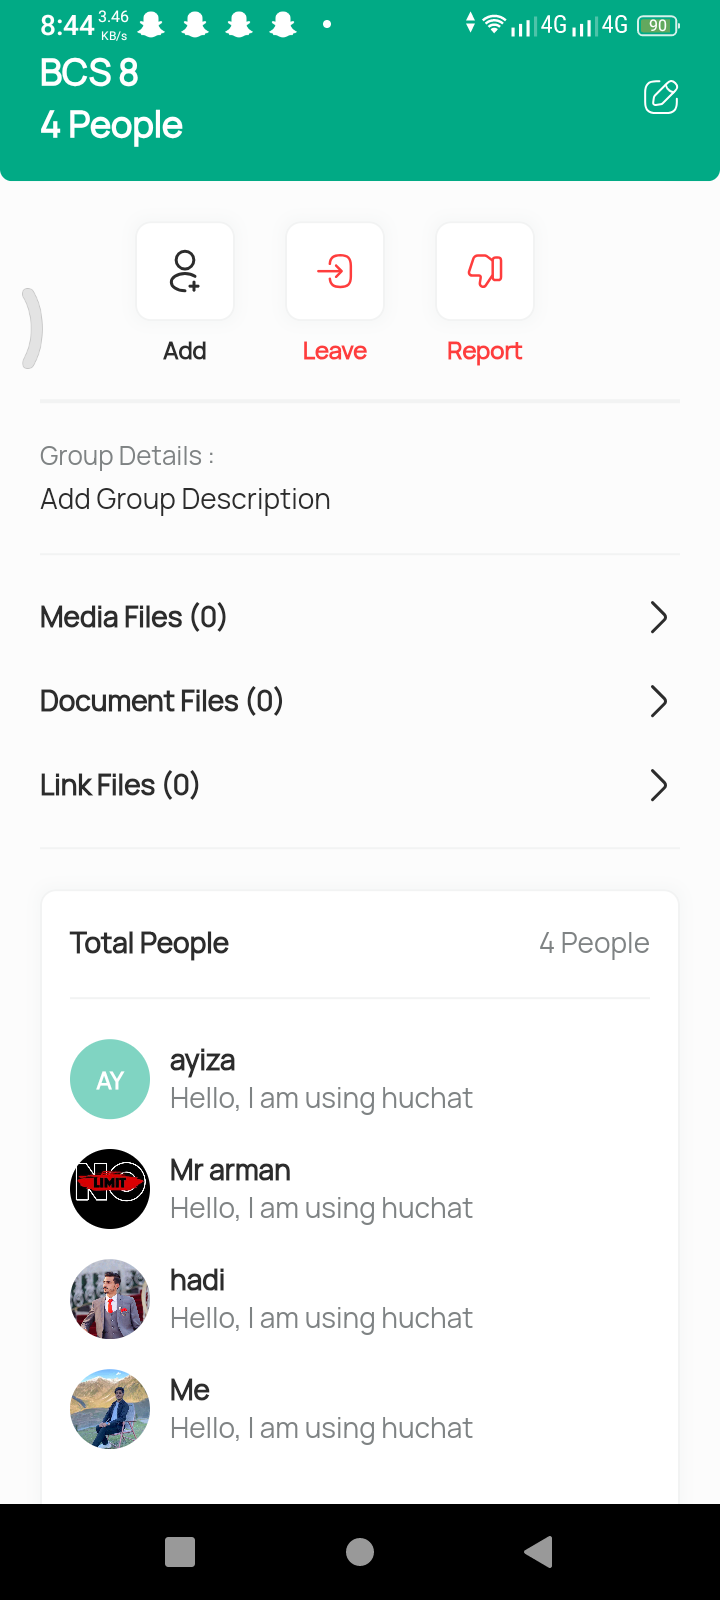 8:44 3.46 KB/s 4G 4G 90
BCS 8
4 People
Add Leave Report
Group Details :
Add Group Description
Media Files (0)
Document Files (0)
Link Files (0)
Total People 4 People
AY ayiza
Hello, I am using huchat
NO LIMIT Mr arman
Hello, I am using huchat
hadi
Hello, I am using huchat
Me
Hello, I am using huchat